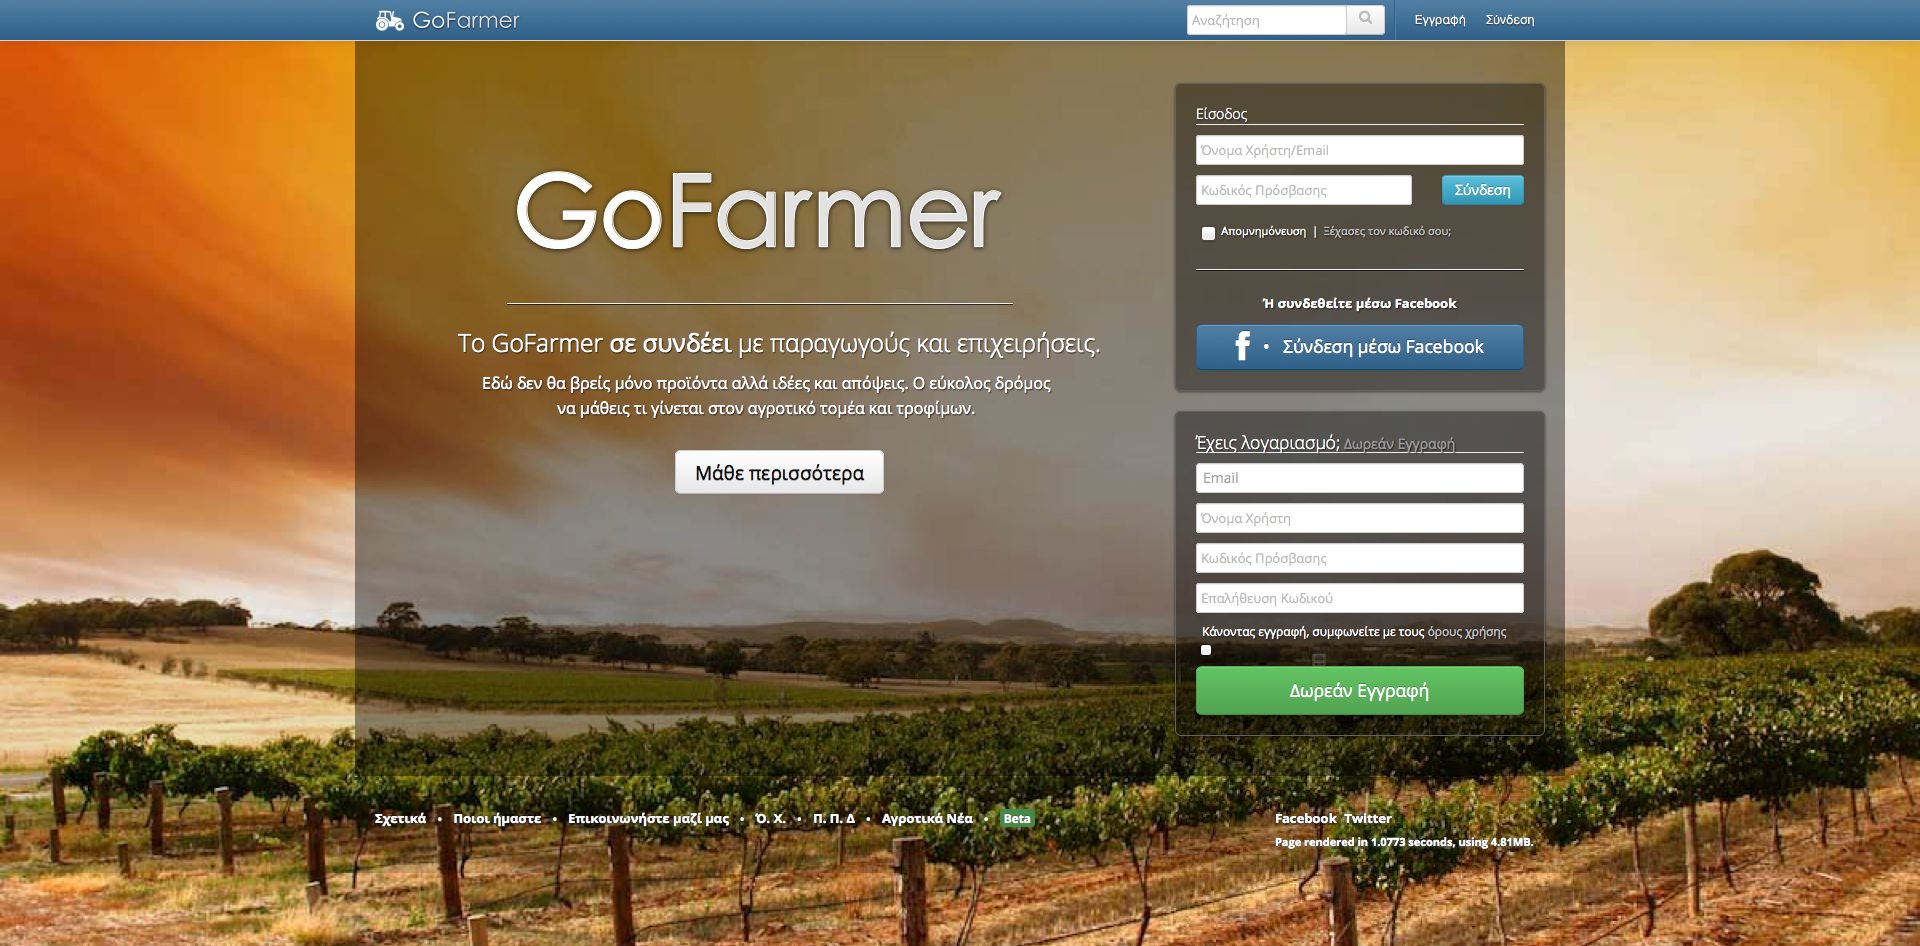 GoFarmer
Αναζήτηση
Εγγραφή
Σύνδεση
GoFarmer
Το GoFarmer σε συνδέει με παραγωγούς και επιχειρήσεις.
Εδώ δεν θα βρείς μόνο προϊόντα αλλά ιδέες και απόψεις. Ο εύκολος δρόμος
να μάθεις τι γίνεται στον αγροτικό τομέα και τροφίμων.
Μάθε περισσότερα
Είσοδος
Όνομα Χρήστη/Email
Κωδικός Πρόσβασης
Σύνδεση
Απομνημόνευση | Ξέχασες τον κωδικό σου;
Ή συνδεθείτε μέσω Facebook
f • Σύνδεση μέσω Facebook
Έχεις λογαριασμό; Δωρεάν Εγγραφή
Email
Όνομα Χρήστη
Κωδικός Πρόσβασης
Επαλήθευση Κωδικού
Κάνοντας εγγραφή, συμφωνείτε με τους όρους χρήσης
Δωρεάν Εγγραφή
Σχετικά • Ποιοι ήμαστε • Επικοινωνήστε μαζί μας • Ό. Χ. • Π. Π. Δ • Αγροτικά Νέα • Beta
Facebook Twitter
Page rendered in 1.0773 seconds, using 4.81MB.